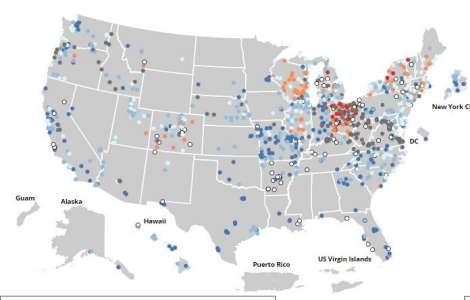 New York Ci
DC
Guam
Alaska
Hawaii
US Virgin Islands
Puerto Rico